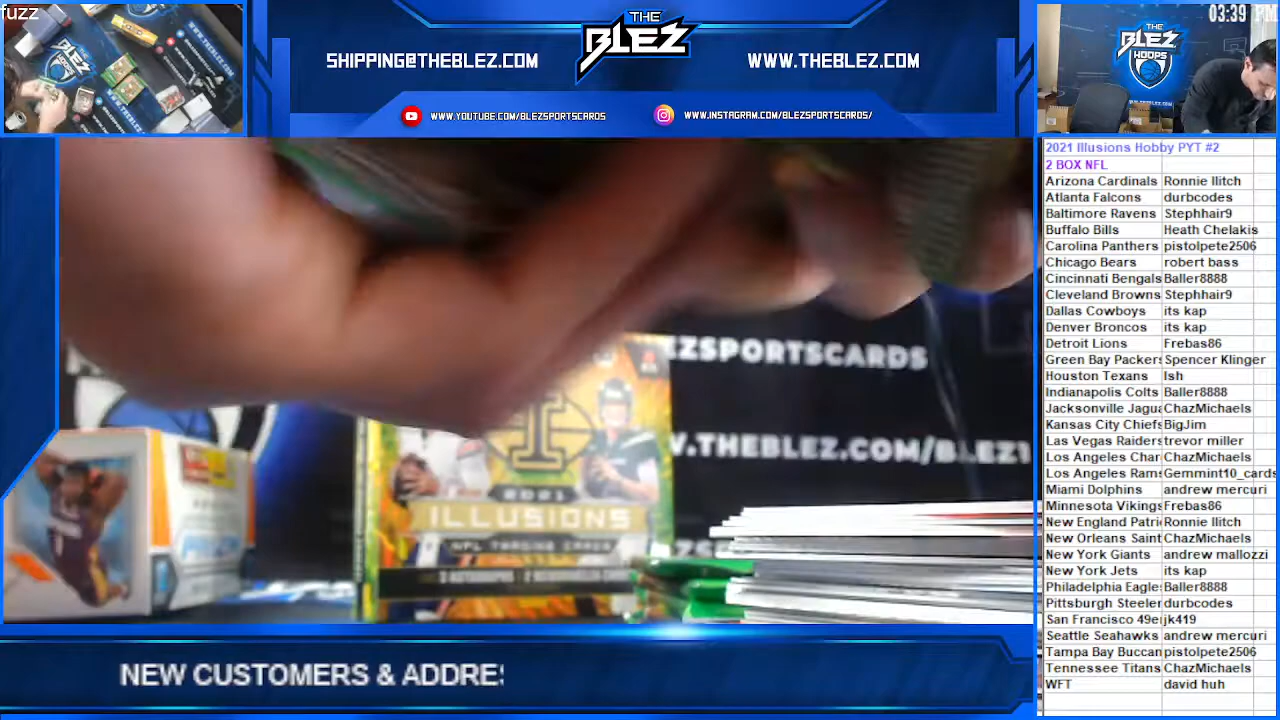 fuzz
THE
BLEZ
SHIPPING@THEBLEZ.COM
WWW.THEBLEZ.COM
WWW.YOUTUBE.COM/BLEZSPORTSCARDS
WWW.INSTAGRAM.COM/BLEZSPORTSCARDS/
03:39 PM
THE
BLEZ
HOOPS
EZSPORTSCARDS
W.THEBLEZ.COM/BLEZ1
2021
ILLUSIONS
NFL TRADING CARDS
NEW CUSTOMERS & ADDRES
2021 Illusions Hobby PYT #2
2 BOX NFL
Arizona Cardinals Ronnie Ilitch
Atlanta Falcons durbcodes
Baltimore Ravens Stephhair9
Buffalo Bills Heath Chelakis
Carolina Panthers pistolpete2506
Chicago Bears robert bass
Cincinnati Bengals Baller8888
Cleveland Browns Stephhair9
Dallas Cowboys its kap
Denver Broncos its kap
Detroit Lions Frebas86
Green Bay Packers Spencer Klinger
Houston Texans Ish
Indianapolis Colts Baller8888
Jacksonville Jagua ChazMichaels
Kansas City Chiefs BigJim
Las Vegas Raiders trevor miller
Los Angeles Char ChazMichaels
Los Angeles Rams Gemmint10_cards
Miami Dolphins andrew mercuri
Minnesota Vikings Frebas86
New England Patri Ronnie Ilitch
New Orleans Saint ChazMichaels
New York Giants andrew mallozzi
New York Jets its kap
Philadelphia Eagles Baller8888
Pittsburgh Steeler durbcodes
San Francisco 49e jk419
Seattle Seahawks andrew mercuri
Tampa Bay Buccan pistolpete2506
Tennessee Titans ChazMichaels
WFT david huh